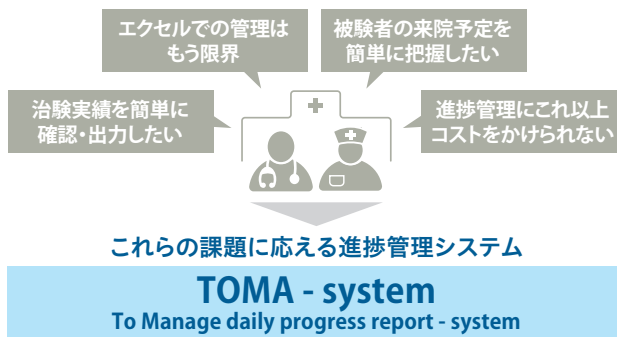 エクセルでの管理は
もう限界
被験者の来院予定を
簡単に把握したい
治験実績を簡単に
確認・出力したい
進捗管理にこれ以上
コストをかけられない
これらの課題に応える進捗管理システム
TOMA - system
To Manage daily progress report - system